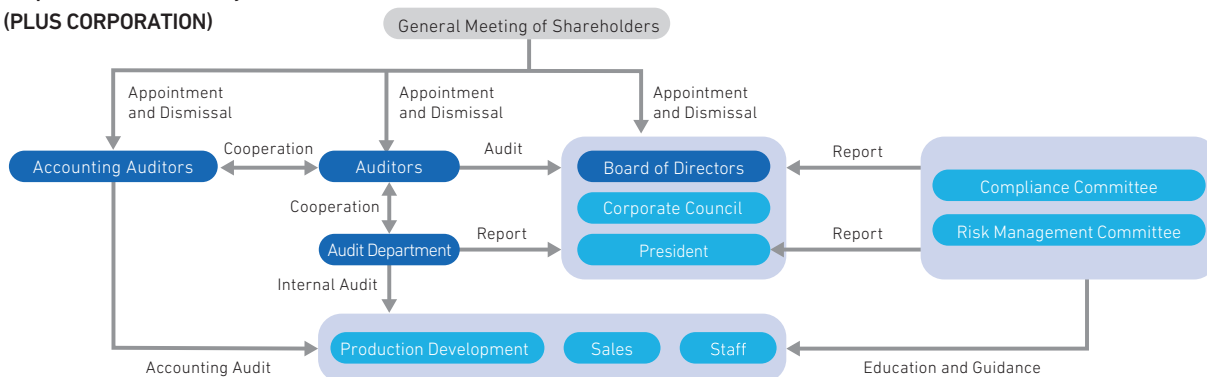 (PLUS CORPORATION)
General Meeting of Shareholders
Appointment
and Dismissal
Appointment
and Dismissal
Appointment
and Dismissal
Accounting Auditors
Cooperation
Auditors
Audit
Board of Directors
Report
Compliance Committee
Cooperation
Corporate Council
Risk Management Committee
Audit Department
Report
President
Report
Internal Audit
Production Development
Sales
Staff
Accounting Audit
Education and Guidance